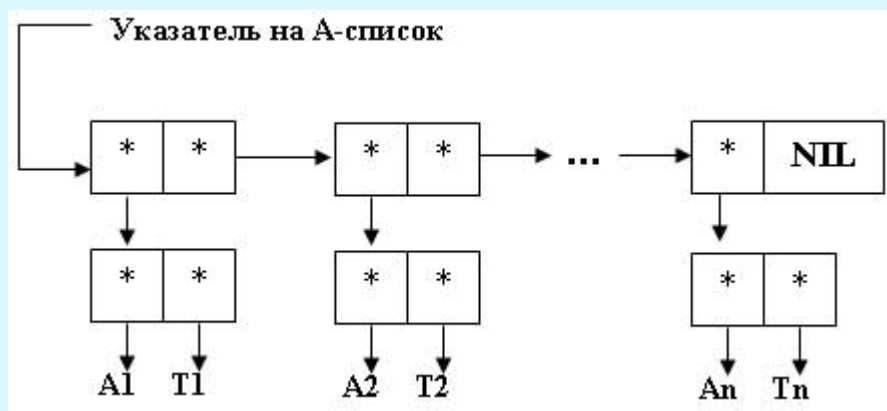 Указатель на А-список
* * * * ... * NIL
* * * * * *
A1 T1 A2 T2 An Tn